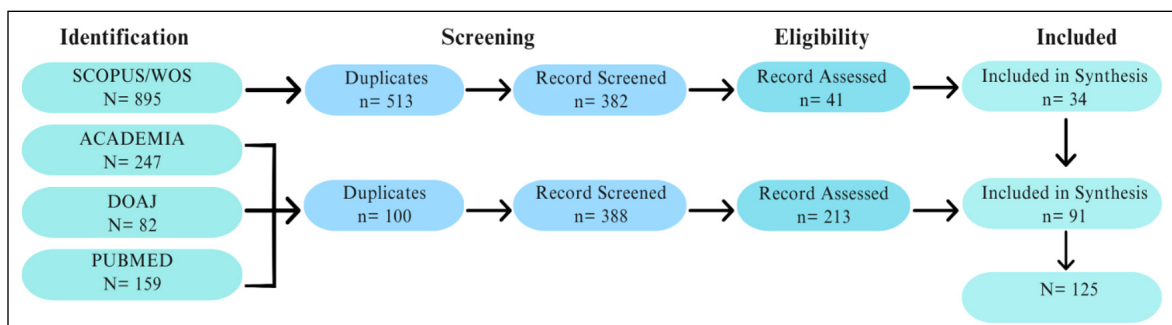 Identification
Screening
Eligibility
Included
SCOPUS/WOS
N= 895
Duplicates
n= 513
Record Screened
n= 382
Record Assessed
n= 41
Included in Synthesis
n= 34
ACADEMIA
N= 247
DOAJ
N= 82
PUBMED
N= 159
Duplicates
n= 100
Record Screened
n= 388
Record Assessed
n= 213
Included in Synthesis
n= 91
N= 125